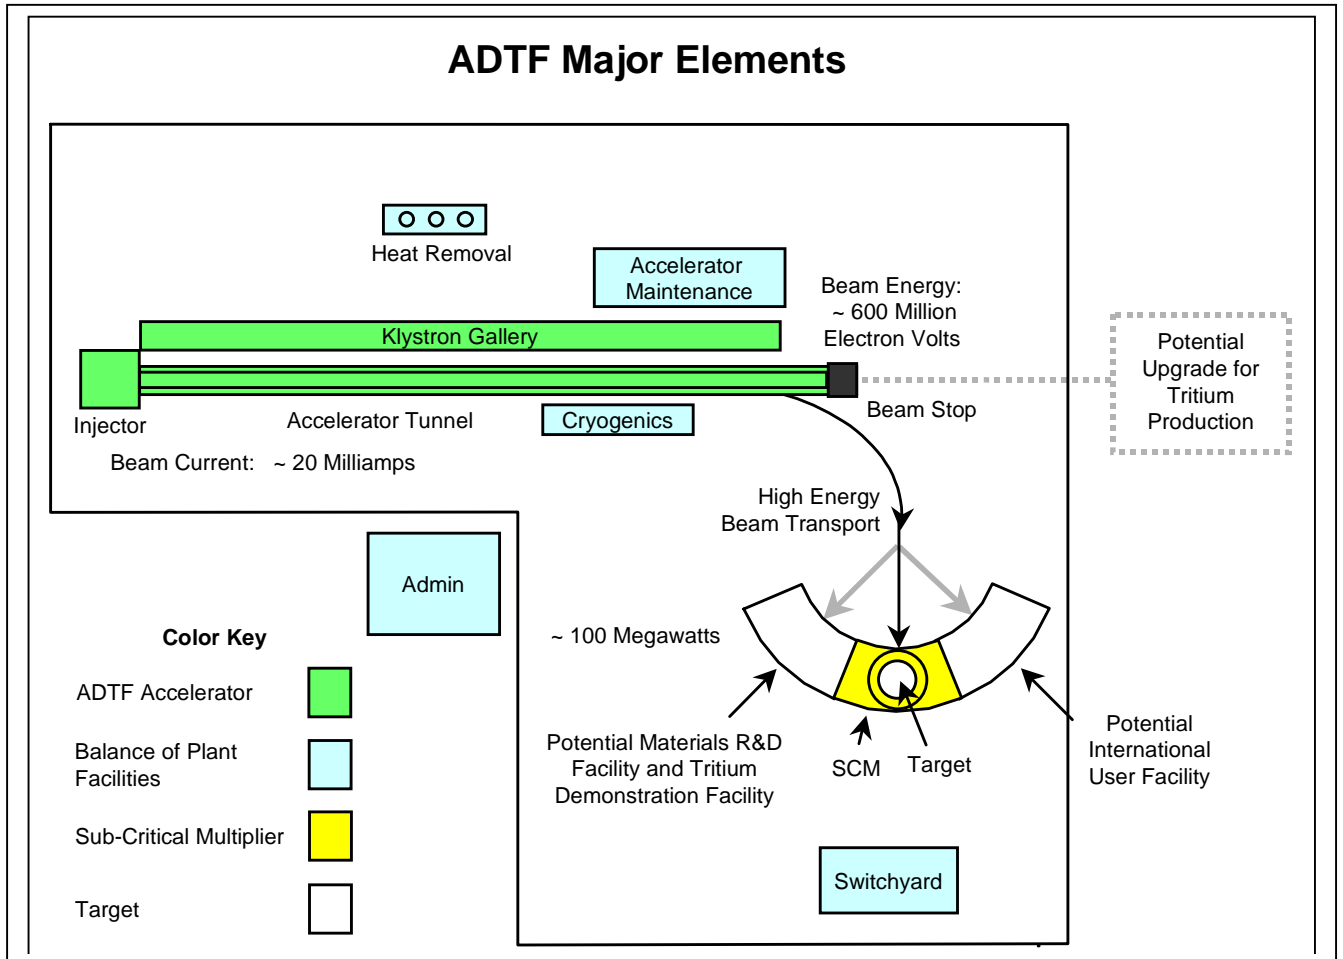 ADTF Major Elements
Heat Removal
Accelerator
Maintenance
Beam Energy:
~ 600 Million
Electron Volts
Klystron Gallery
Potential
Upgrade for
Tritium
Production
Injector
Accelerator Tunnel
Cryogenics
Beam Stop
Beam Current: ~ 20 Milliamps
High Energy
Beam Transport
Admin
~ 100 Megawatts
Color Key
ADTF Accelerator
Balance of Plant
Facilities
Sub-Critical Multiplier
Target
Potential Materials R&D
Facility and Tritium
Demonstration Facility
SCM
Target
Potential
International
User Facility
Switchyard